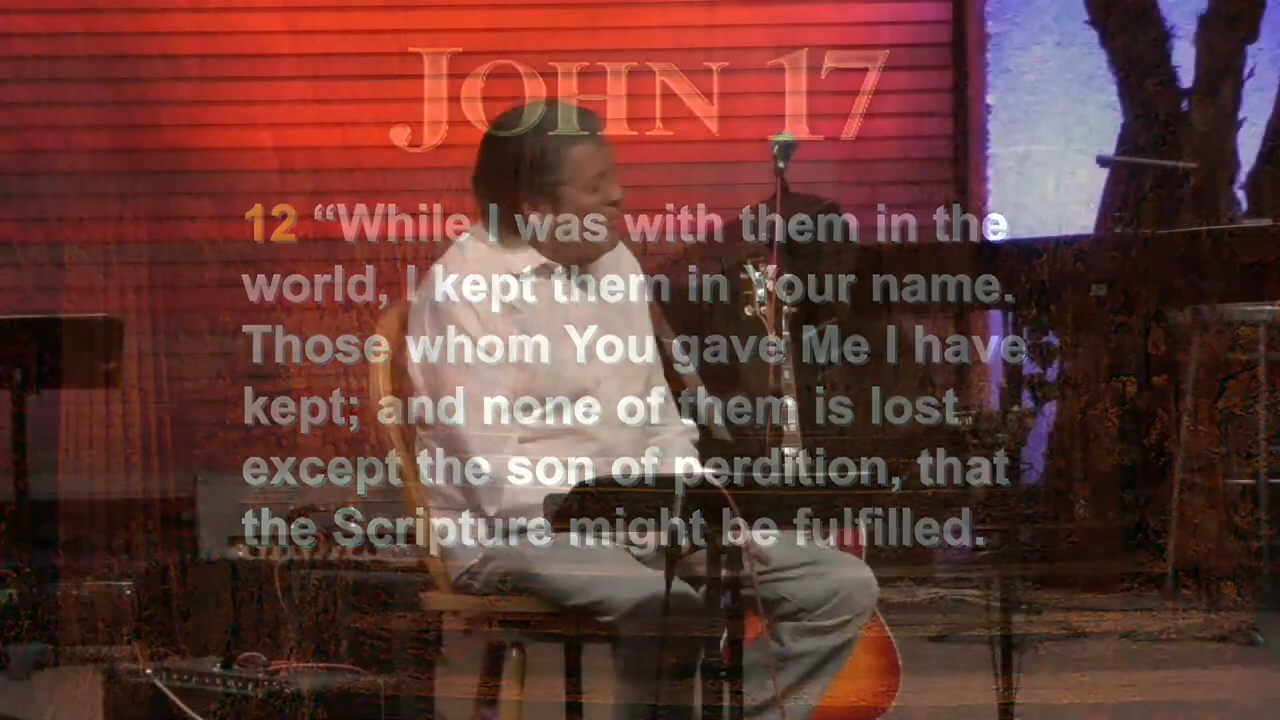 JOHN 17
12 “While I was with them in the
world, I kept them in Your name.
Those whom You gave Me I have
kept; and none of them is lost
except the son of perdition, that
the Scripture might be fulfilled.